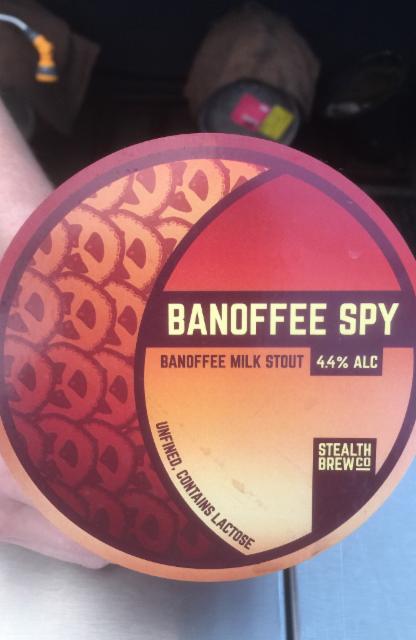 BANOFFEE SPY
BANOFFEE MILK STOUT 4.4% ALC
UNFINED. CONTAINS LACTOSE
STEALTH
BREW CO